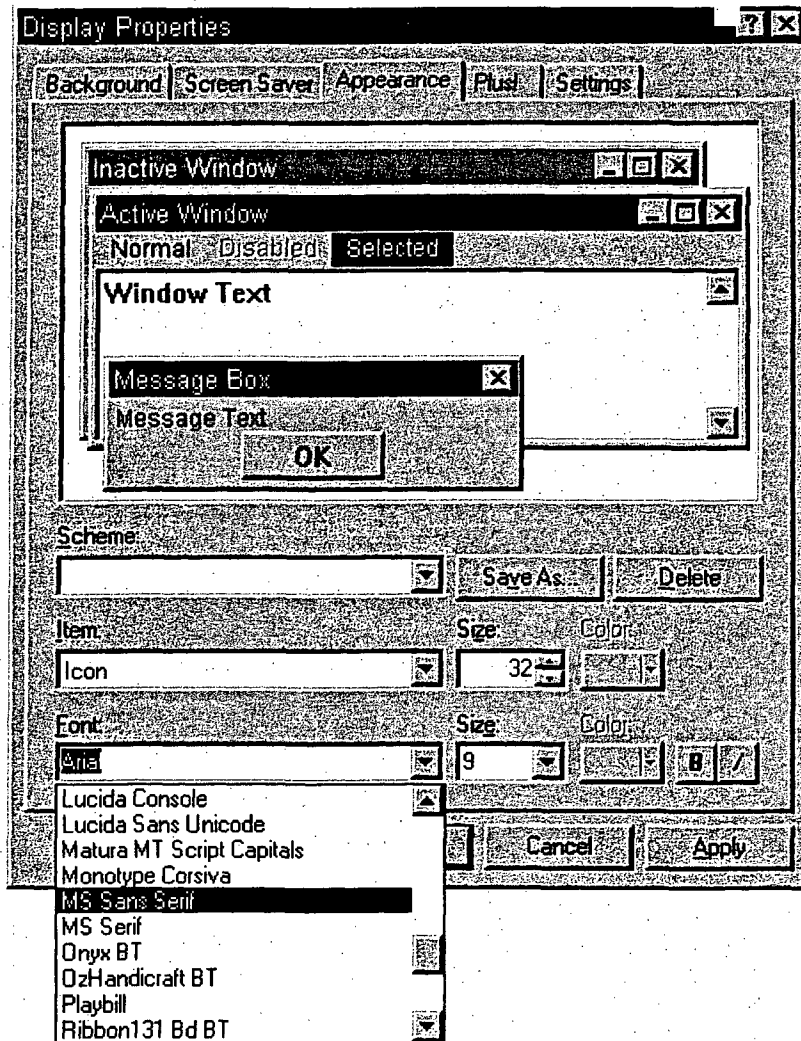 Display Properties
Background Screen Saver Appearance Plus! Settings
Inactive Window
Active Window
Normal Disabled Selected
Window Text
Message Box
Message Text
OK
Scheme:
Save As... Delete
Item: Size: Color:
Icon 32
Font: Size Color:
Arial 9 B /
Lucida Console
Lucida Sans Unicode
Matura MT Script Capitals
Monotype Corsiva
Cancel Apply
MS Sans Serif
MS Serif
Onyx BT
OzHandicraft BT
Playbill
Ribbon131 Bd BT